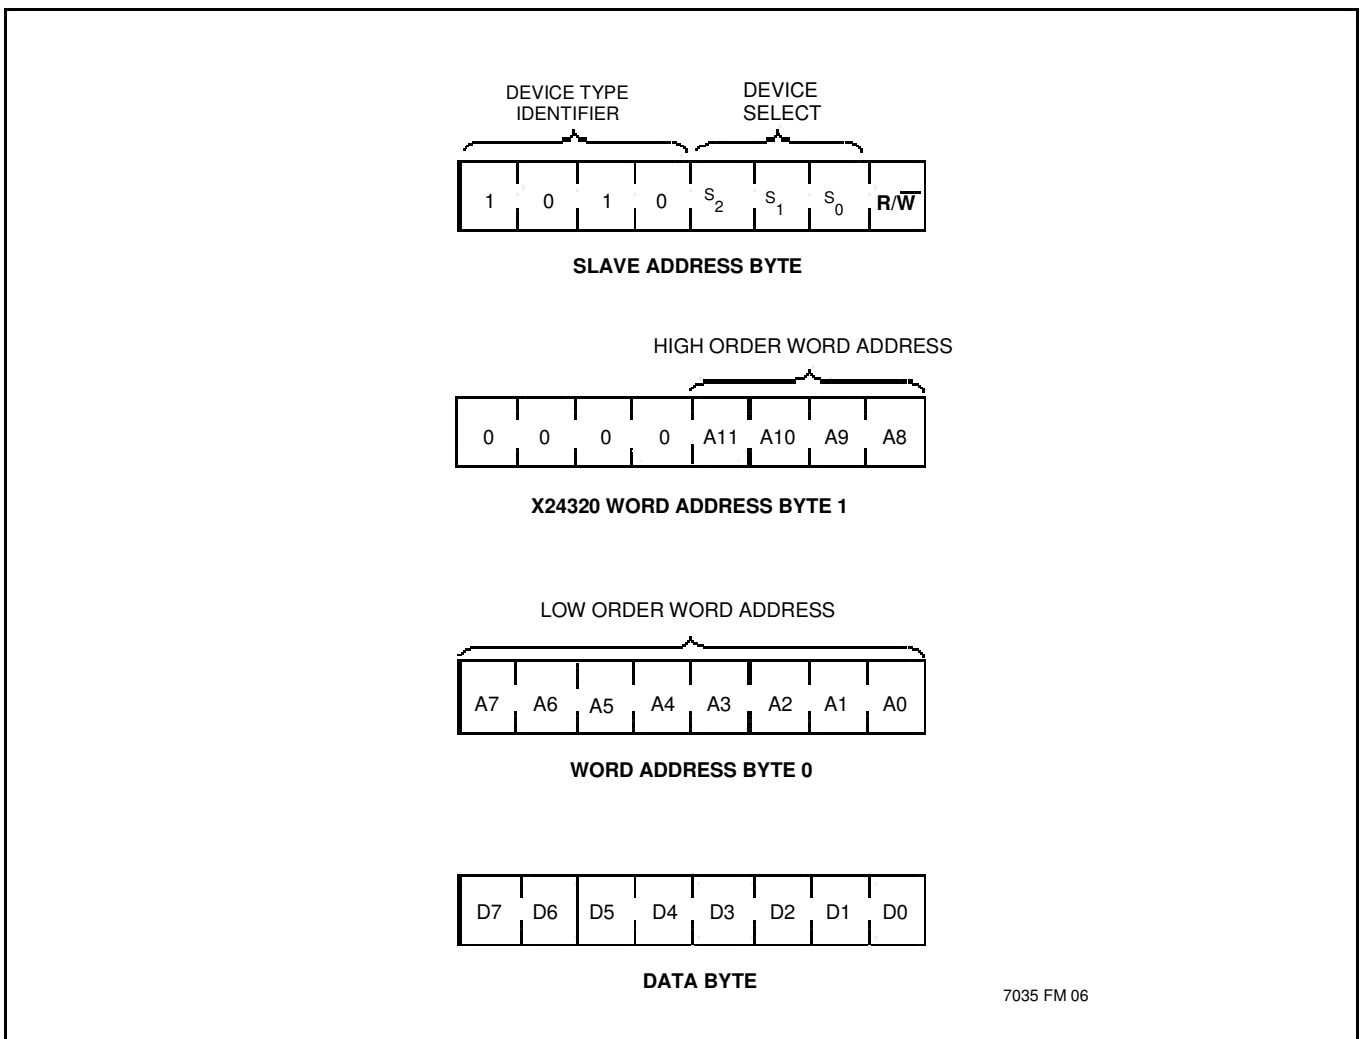 DEVICE TYPE
IDENTIFIER
DEVICE
SELECT
1 0 1 0 S2 S1 S0 R/W̅
SLAVE ADDRESS BYTE
HIGH ORDER WORD ADDRESS
0 0 0 0 A11 A10 A9 A8
X24320 WORD ADDRESS BYTE 1
LOW ORDER WORD ADDRESS
A7 A6 A5 A4 A3 A2 A1 A0
WORD ADDRESS BYTE 0
D7 D6 D5 D4 D3 D2 D1 D0
DATA BYTE
7035 FM 06